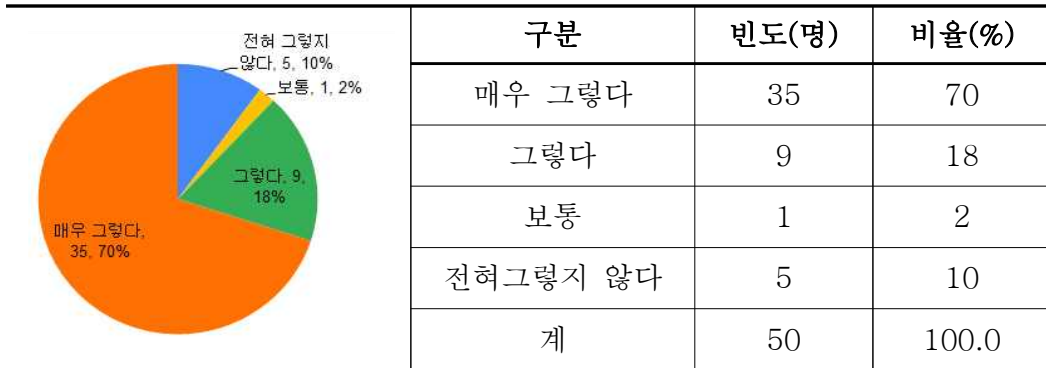 전혀 그렇지
않다, 5, 10%
보통, 1, 2%
그렇다, 9,
18%
매우 그렇다,
35, 70%
구분 빈도(명) 비율(%)
매우 그렇다 35 70
그렇다 9 18
보통 1 2
전혀그렇지 않다 5 10
계 50 100.0